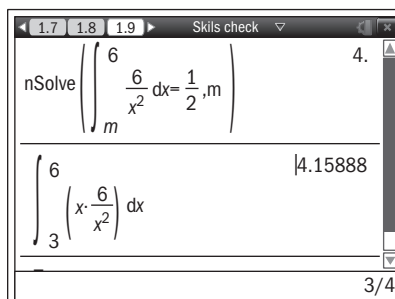 1.7 1.8 1.9 Skils check
nSolve(∫_m^6 6/x² dx=1/2,m) 4.
∫_3^6 (x·6/x²) dx 4.15888
3/4